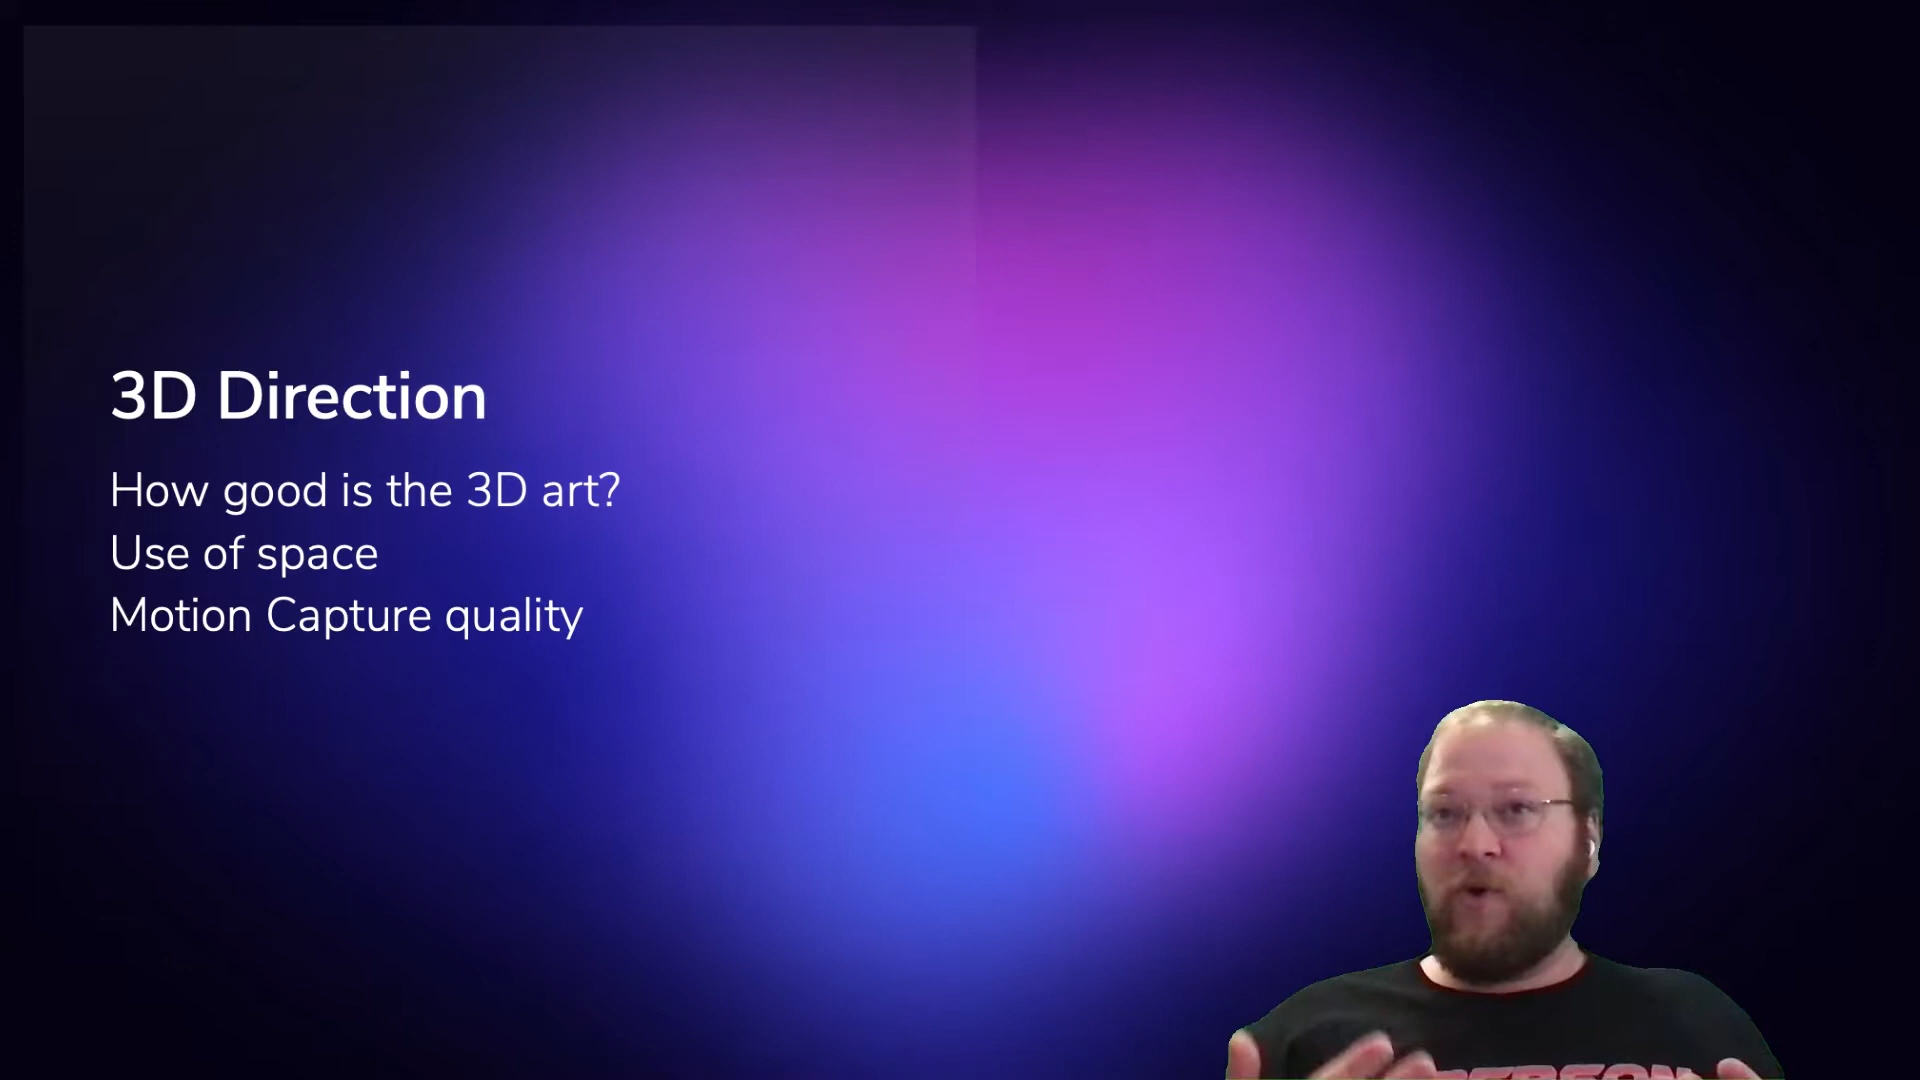 3D Direction
How good is the 3D art?
Use of space
Motion Capture quality